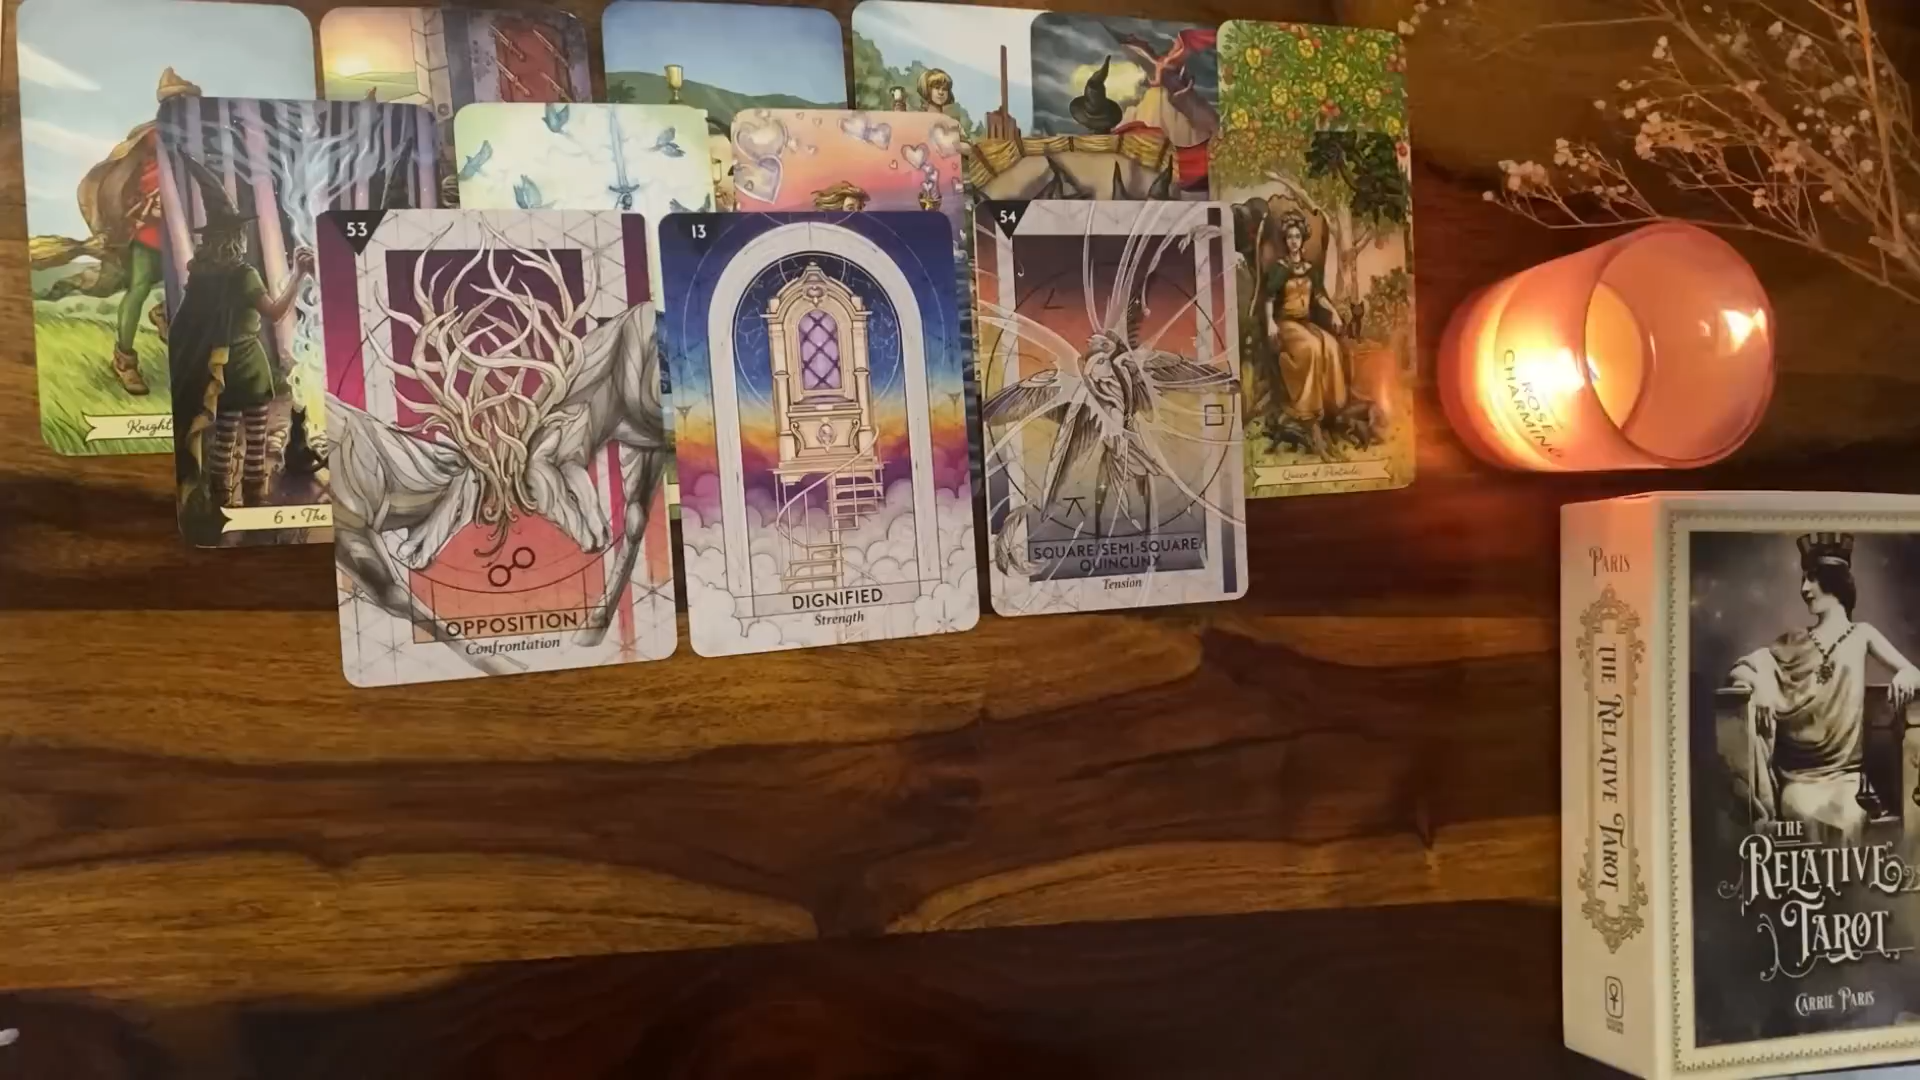 Knight
6 • The
53
OPPOSITION
Confrontation
13
DIGNIFIED
Strength
54
SQUARE/SEMI-SQUARE/
QUINCUNX
Tension
Queen of Pentacles
ROSE
CHARMING
PARIS
THE RELATIVE TAROT
THE
RELATIVE
TAROT
CARRIE PARIS